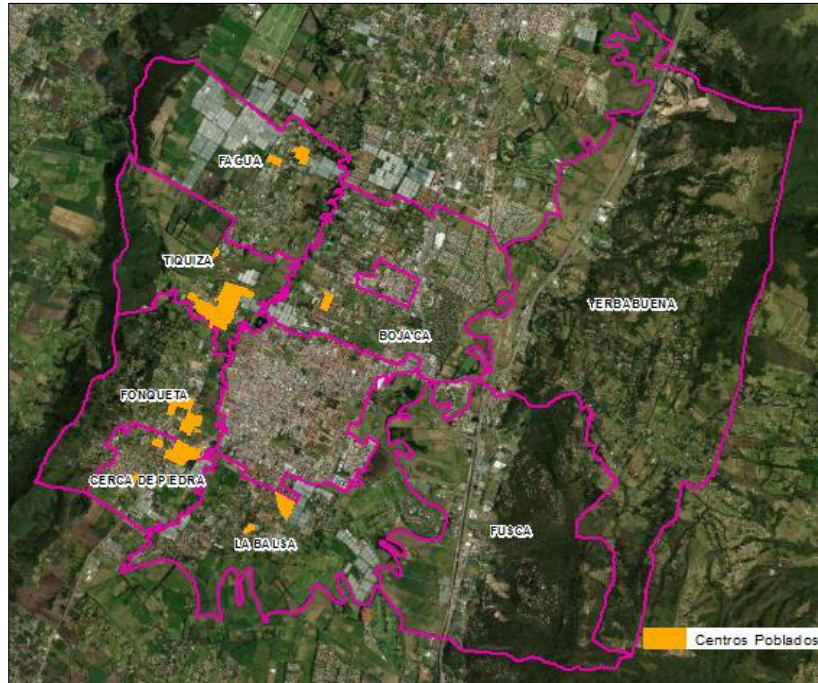 FAGUA
TIQUIZA
YERBABUENA
BOJACA
FONQUETA
CERCA DE PIEDRA
FUSCA
LA BALSA
Centros Poblados